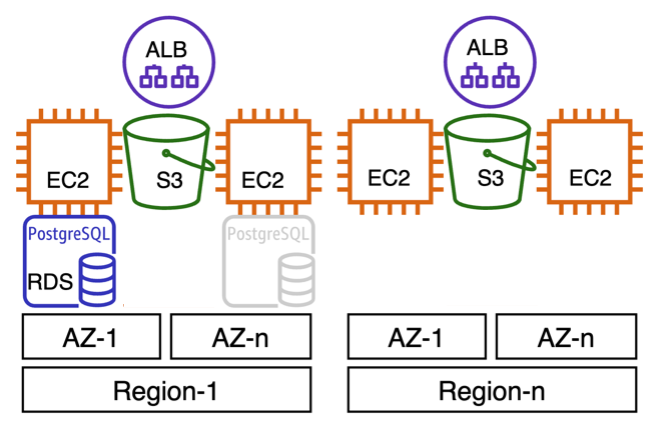 ALB
ALB
EC2
S3
EC2
EC2
S3
EC2
PostgreSQL
RDS
PostgreSQL
AZ-1
AZ-n
AZ-1
AZ-n
Region-1
Region-n